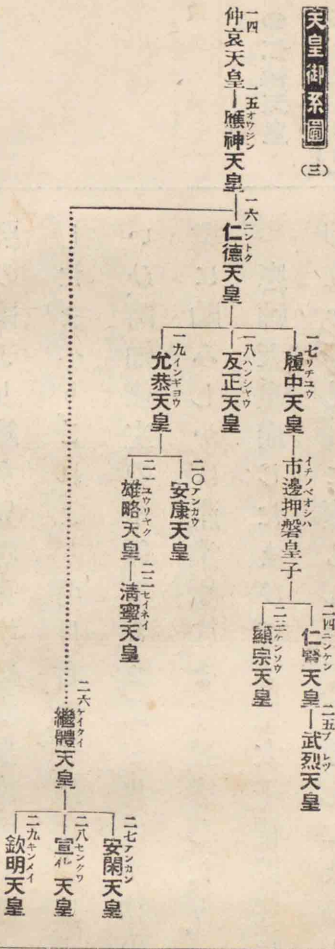 天皇御系圖
(三)
一四
仲哀天皇
一五オウジン
應神天皇
一六ニントク
仁德天皇
一七リチユウ
履中天皇
イチノベオシハ
市邊押磐皇子
二四ニンケン
仁賢天皇
二五ブレツ
武烈天皇
二三ケンソウ
顯宗天皇
一八ハンシヤウ
反正天皇
一九インギヨウ
允恭天皇
二〇アンカウ
安康天皇
二一ユウリヤク
雄略天皇
二二セイネイ
淸寧天皇
二六ケイタイ
繼體天皇
二七アンカン
安閑天皇
二八センクワ
宣 天皇
二九キンメイ
欽明天皇